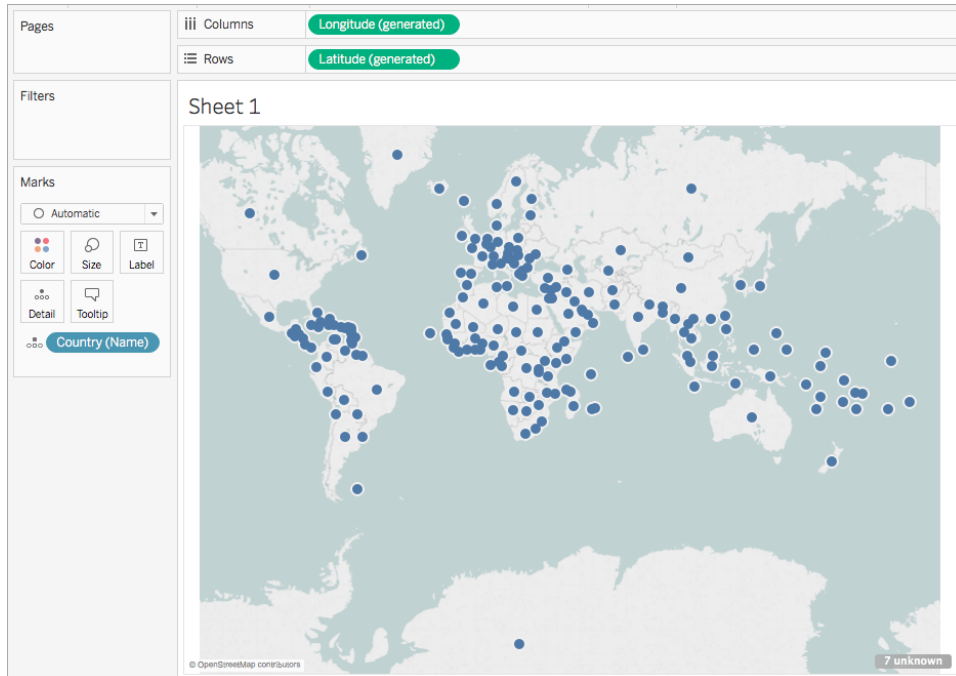 Pages
Columns
Longitude (generated)
Rows
Latitude (generated)
Filters
Sheet 1
Marks
Automatic
Color
Size
Label
Detail
Tooltip
Country (Name)
© OpenStreetMap contributors
7 unknown